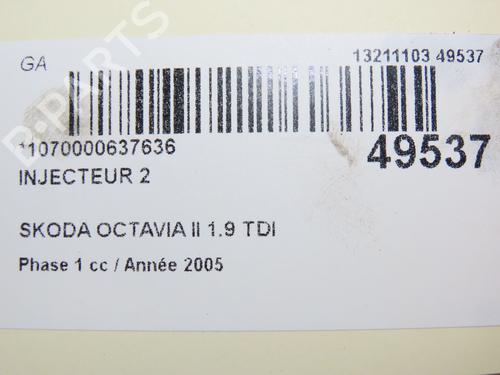 GA
13211103 49537
B-PARTS
11070000637636
49537
INJECTEUR 2
SKODA OCTAVIA II 1.9 TDI
Phase 1 cc / Année 2005